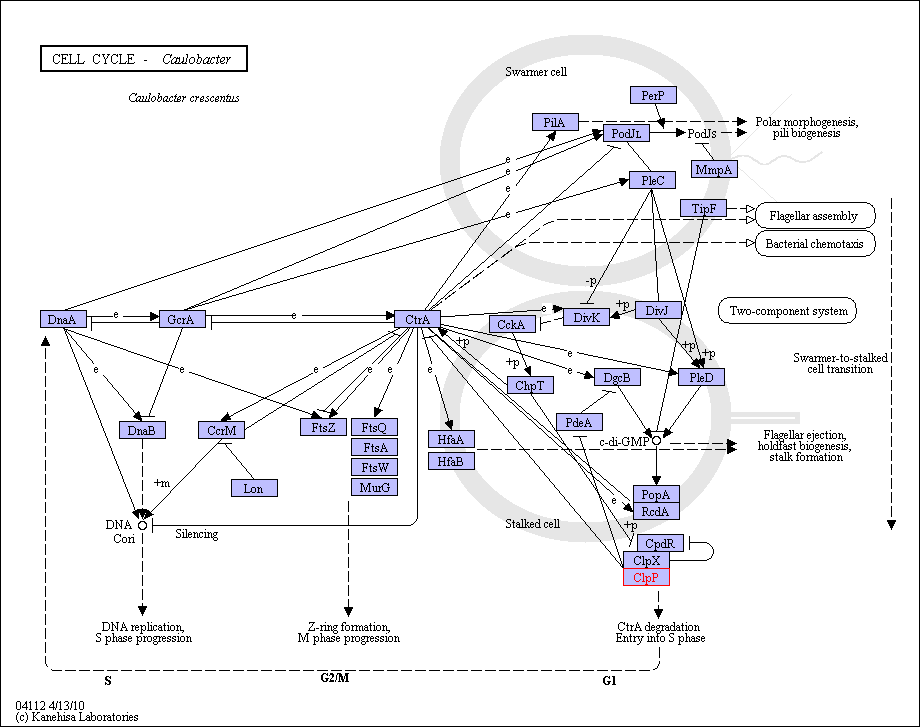 CELL CYCLE - Caulobacter
Caulobacter crescentus
Swarmer cell
PerP
PilA
PodJL
PodJS
Polar morphogenesis,
pili biogenesis
MmpA
PleC
TipF
Flagellar assembly
Bacterial chemotaxis
e
e
e
e
-p
DnaA
e
GcrA
e
CtrA
e
CckA
DivK
+p
DivJ
Two-component system
+p
+p
+p
+p
Swarmer-to-stalked
cell transition
e
e
e
e
e
e
e
e
ChpT
DgcB
PleD
DnaB
CcrM
FtsZ
FtsQ
FtsA
FtsW
MurG
HfaA
HfaB
PdeA
c-di-GMP
Flagellar ejection,
holdfast biogenesis,
stalk formation
Lon
+m
PopA
RcdA
e
+p
DNA
Cori
Silencing
Stalked cell
CpdR
ClpX
ClpP
DNA replication,
S phase progression
Z-ring formation,
M phase progression
CtrA degradation
Entry into S phase
S
G2/M
G1
04112 4/13/10
(c) Kanehisa Laboratories